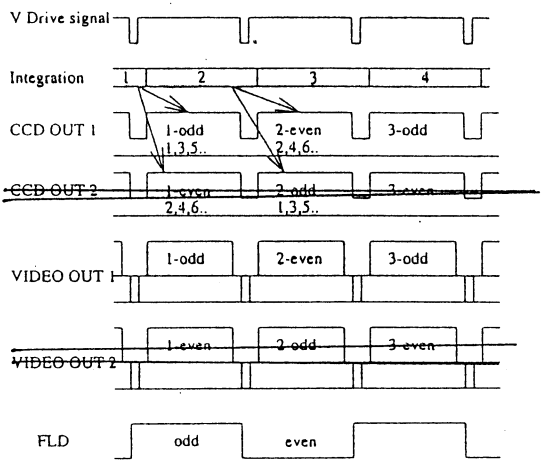 V Drive signal
Integration 1 2 3 4
CCD OUT 1 1-odd 2-even 3-odd
1,3,5.. 2,4,6..
CCD OUT 2 1-even 2-odd 3-even
2,4,6.. 1,3,5..
1-odd 2-even 3-odd
VIDEO OUT 1
1-even 2-odd 3-even
VIDEO OUT 2
FLD odd even